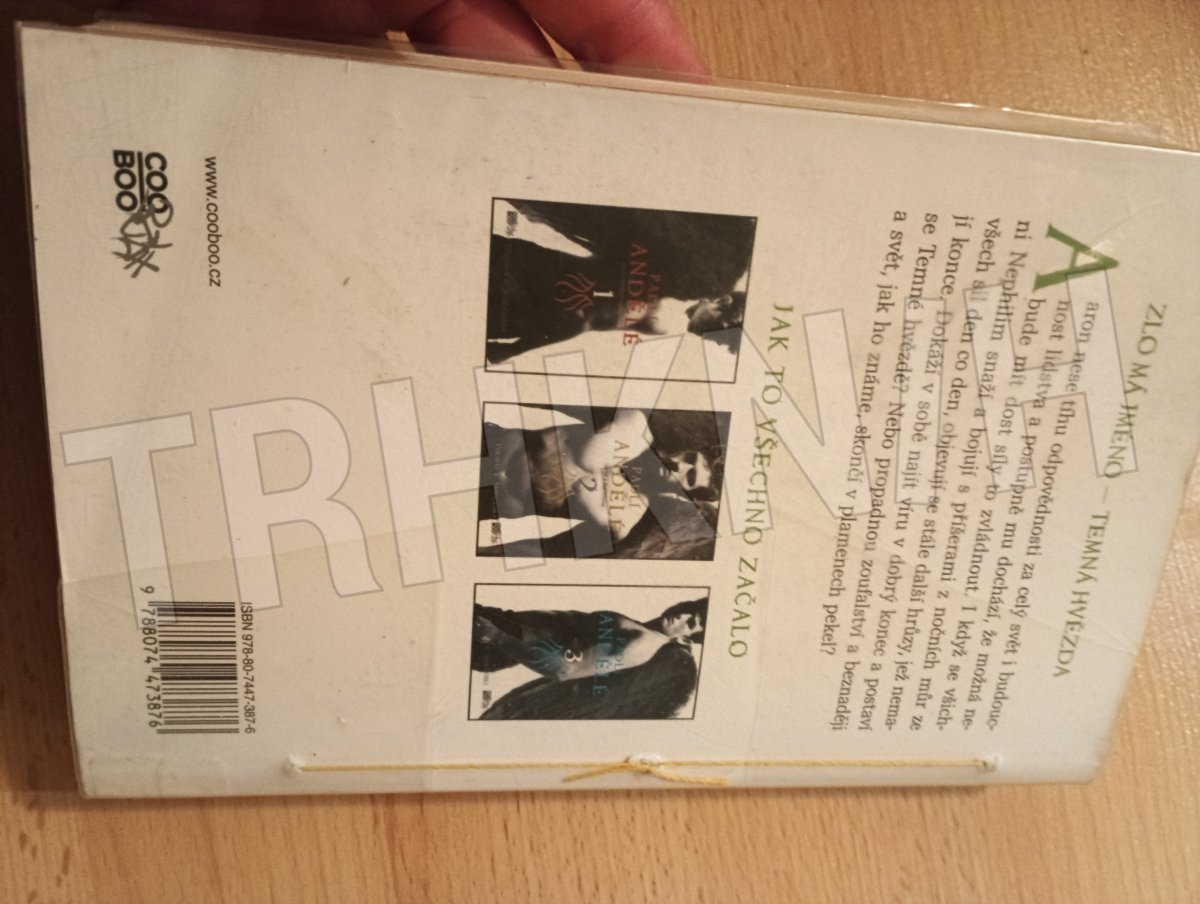 ZLO MÁ JMÉNO – TEMNÁ HVĚZDA
Aaron nese tíhu odpovědnosti za celý svět i budouc-
nost lidstva a postupně mu dochází, že možná ne-
bude mít dost síly to zvládnout. I když se všich-
ni Nephilim snaží a bojují s příšerami z nočních můr ze
všech sil den co den, objevují se stále další hrůzy, jež nema-
jí konce. Dokáží v sobě najít víru v dobrý konec a postaví
se Temné hvězdě? Nebo propadnou zoufalství a beznaději
a svět, jak ho známe, skončí v plamenech pekel?
JAK TO VŠECHNO ZAČALO
PADLÍ
ANDĚLÉ
1
PADLÍ
ANDĚLÉ
2
PADLÍ
ANDĚLÉ
3
www.cooboo.cz
COO
BOO
ISBN 978-80-7447-387-6
9 788074 473876
TRHKNIH